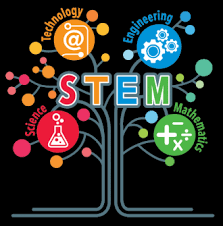 Technology
Engineering
@
STEM
Science
Mathematics
+ - × ÷